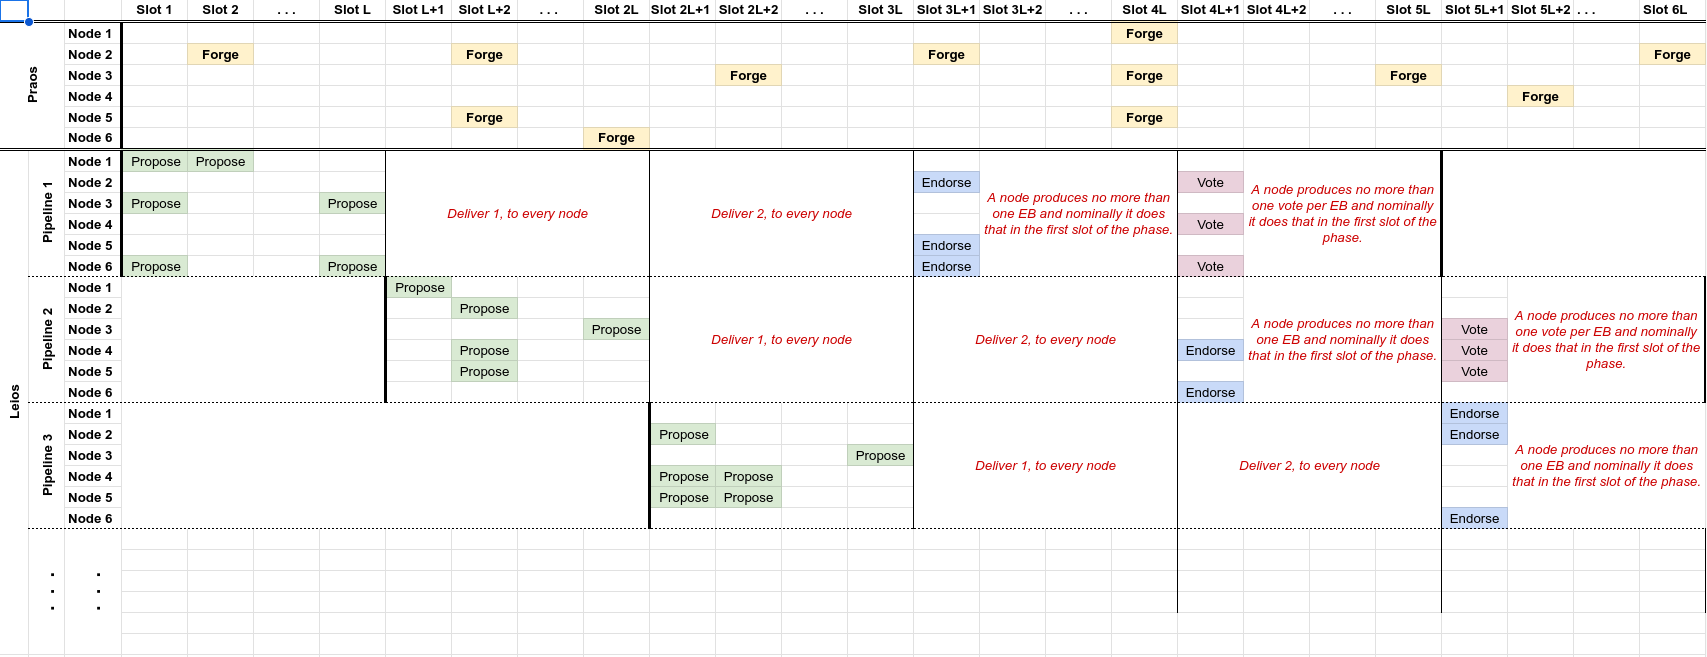 Slot 1 Slot 2 . . . Slot L Slot L+1 Slot L+2 . . . Slot 2L Slot 2L+1 Slot 2L+2 . . . Slot 3L Slot 3L+1 Slot 3L+2 . . . Slot 4L Slot 4L+1 Slot 4L+2 . . . Slot 5L Slot 5L+1 Slot 5L+2 . . . Slot 6L
Praos
Node 1 Forge
Node 2 Forge Forge Forge Forge
Node 3 Forge Forge Forge
Node 4 Forge
Node 5 Forge Forge
Node 6 Forge
Leios
Pipeline 1
Node 1 Propose Propose
Node 2 Endorse Vote
Node 3 Propose Propose
Node 4 Vote
Node 5 Endorse
Node 6 Propose Propose Endorse Vote
Deliver 1, to every node
Deliver 2, to every node
A node produces no more than
one EB and nominally it does
that in the first slot of the phase.
A node produces no more than
one vote per EB and nominally
it does that in the first slot of the
phase.
Pipeline 2
Node 1 Propose
Node 2 Propose
Node 3 Propose Vote
Node 4 Propose Endorse Vote
Node 5 Propose Vote
Node 6 Endorse
Deliver 1, to every node
Deliver 2, to every node
A node produces no more than
one EB and nominally it does
that in the first slot of the phase.
A node produces no more than
one vote per EB and nominally
it does that in the first slot of the
phase.
Pipeline 3
Node 1 Endorse
Node 2 Propose Endorse
Node 3 Propose
Node 4 Propose Propose
Node 5 Propose Propose
Node 6 Endorse
Deliver 1, to every node
Deliver 2, to every node
A node produces no more than
one EB and nominally it does
that in the first slot of the phase.
. .
. .
. .